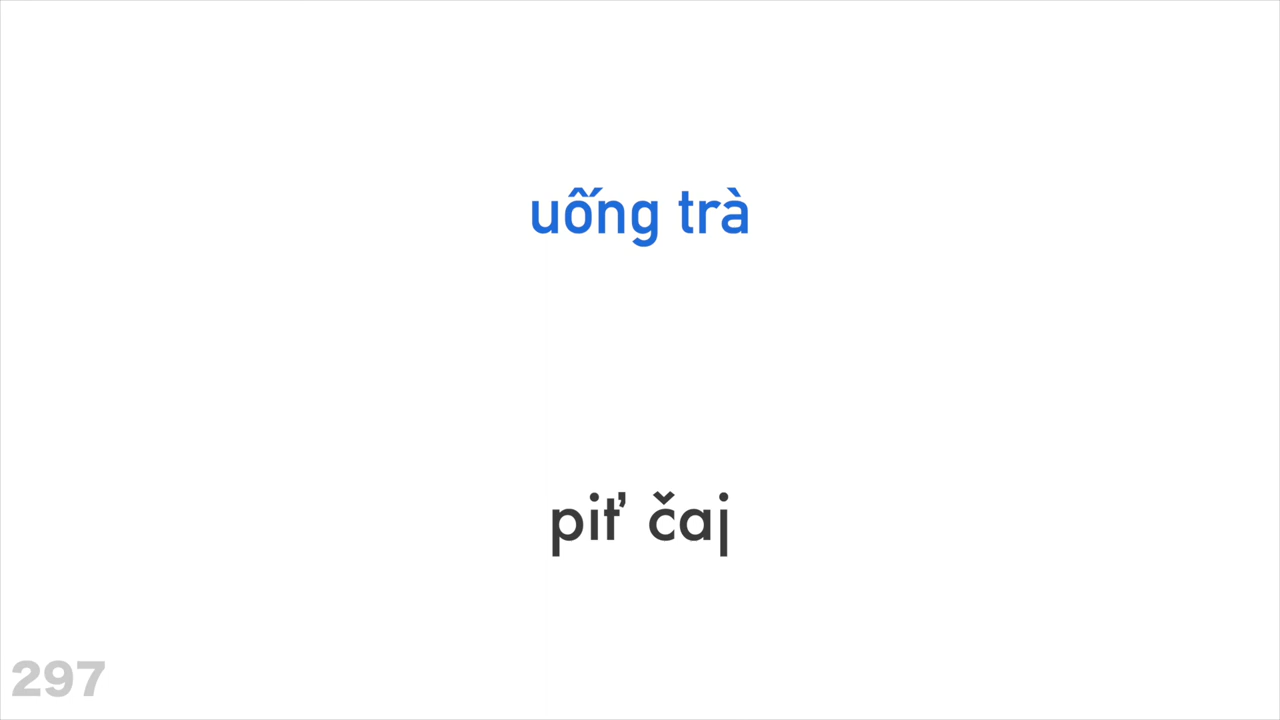 uống trà
piť čaj
297